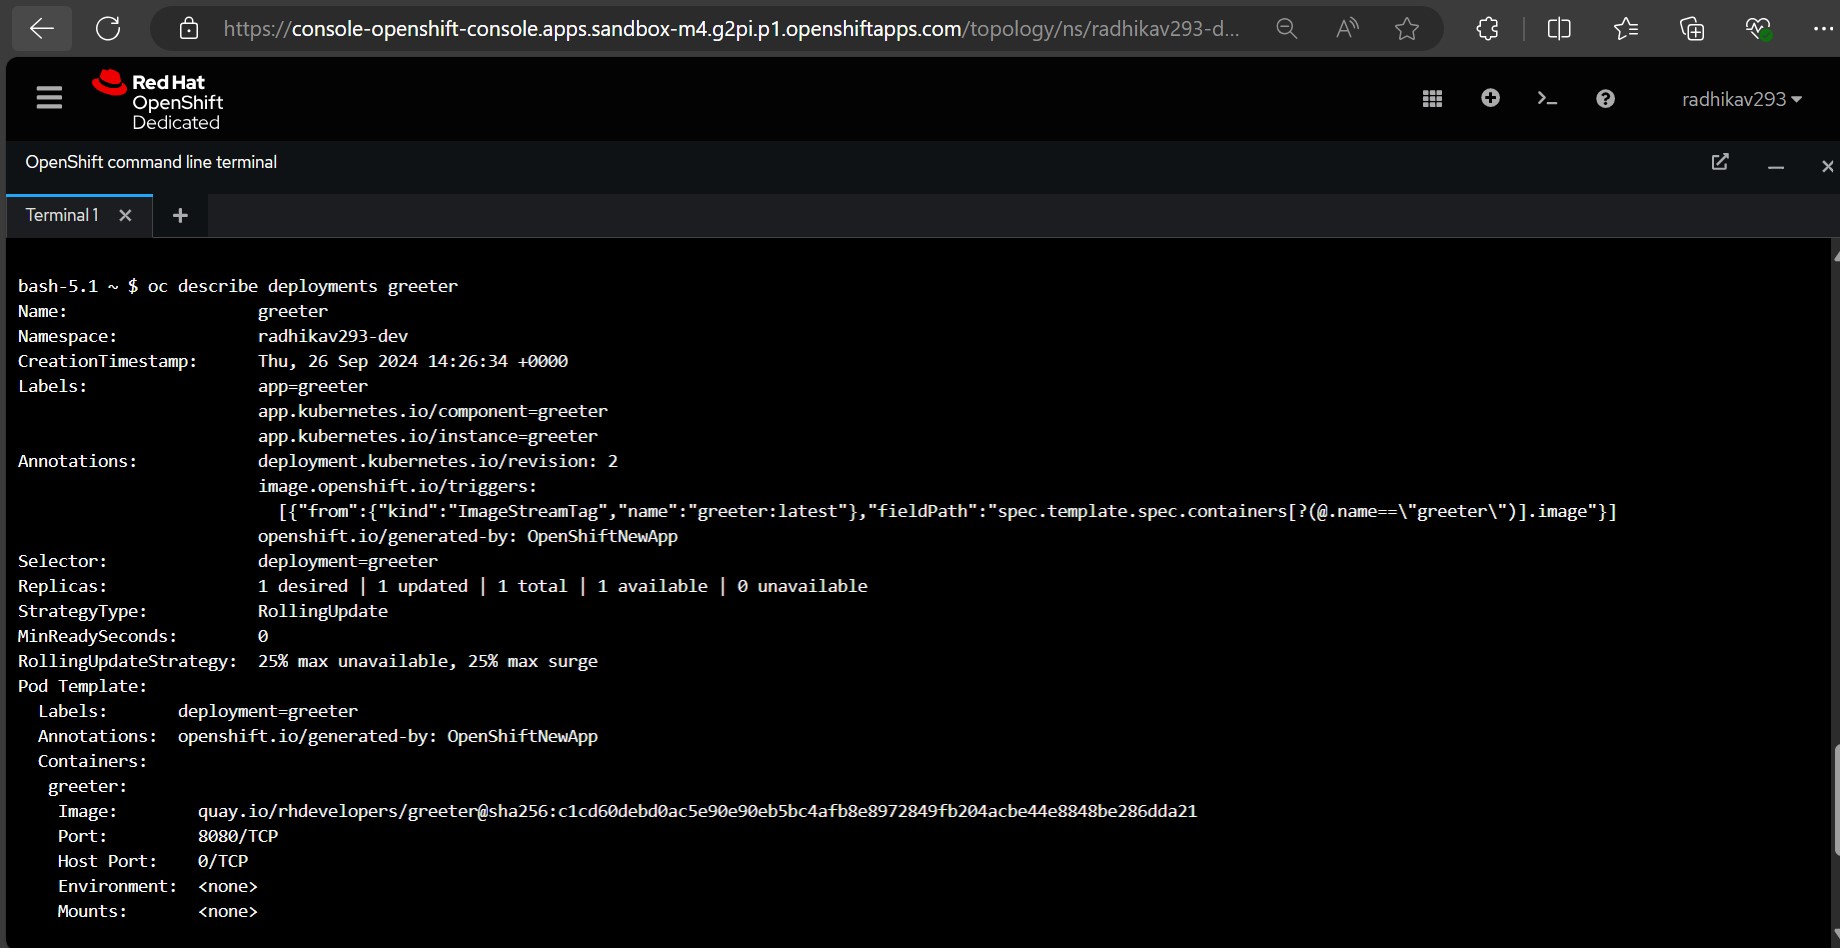 https://console-openshift-console.apps.sandbox-m4.g2pi.p1.openshiftapps.com/topology/ns/radhikav293-d...
Red Hat
OpenShift
Dedicated
radhikav293
OpenShift command line terminal
Terminal 1
bash-5.1 ~ $ oc describe deployments greeter
Name: greeter
Namespace: radhikav293-dev
CreationTimestamp: Thu, 26 Sep 2024 14:26:34 +0000
Labels: app=greeter
app.kubernetes.io/component=greeter
app.kubernetes.io/instance=greeter
Annotations: deployment.kubernetes.io/revision: 2
image.openshift.io/triggers:
[{"from":{"kind":"ImageStreamTag","name":"greeter:latest"},"fieldPath":"spec.template.spec.containers[?(@.name==\"greeter\")].image"}]
openshift.io/generated-by: OpenShiftNewApp
Selector: deployment=greeter
Replicas: 1 desired | 1 updated | 1 total | 1 available | 0 unavailable
StrategyType: RollingUpdate
MinReadySeconds: 0
RollingUpdateStrategy: 25% max unavailable, 25% max surge
Pod Template:
Labels: deployment=greeter
Annotations: openshift.io/generated-by: OpenShiftNewApp
Containers:
greeter:
Image: quay.io/rhdevelopers/greeter@sha256:c1cd60debd0ac5e90e90eb5bc4afb8e8972849fb204acbe44e8848be286dda21
Port: 8080/TCP
Host Port: 0/TCP
Environment: <none>
Mounts: <none>